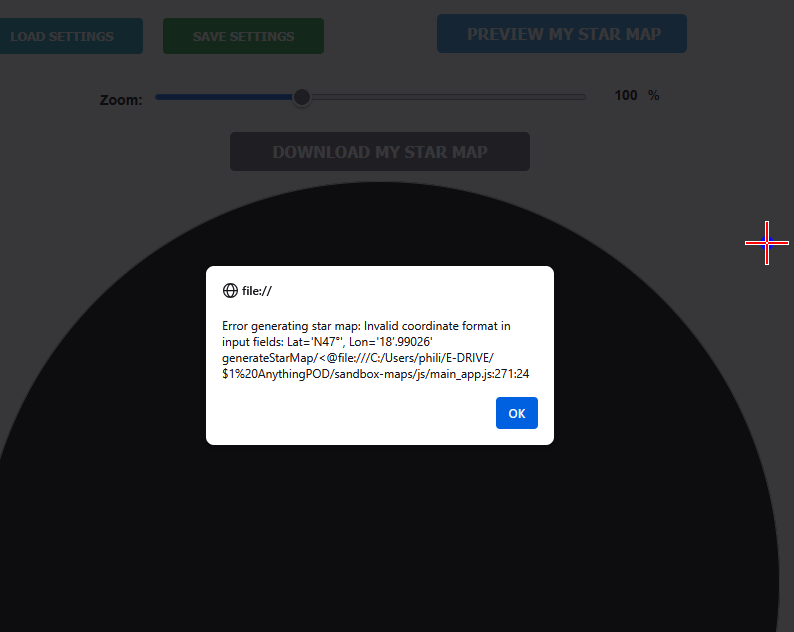 LOAD SETTINGS
SAVE SETTINGS
PREVIEW MY STAR MAP
Zoom:
100 %
DOWNLOAD MY STAR MAP
file://
Error generating star map: Invalid coordinate format in
input fields: Lat='N47°', Lon='18'.99026'
generateStarMap/<@file:///C:/Users/phili/E-DRIVE/
$1%20AnythingPOD/sandbox-maps/js/main_app.js:271:24
OK